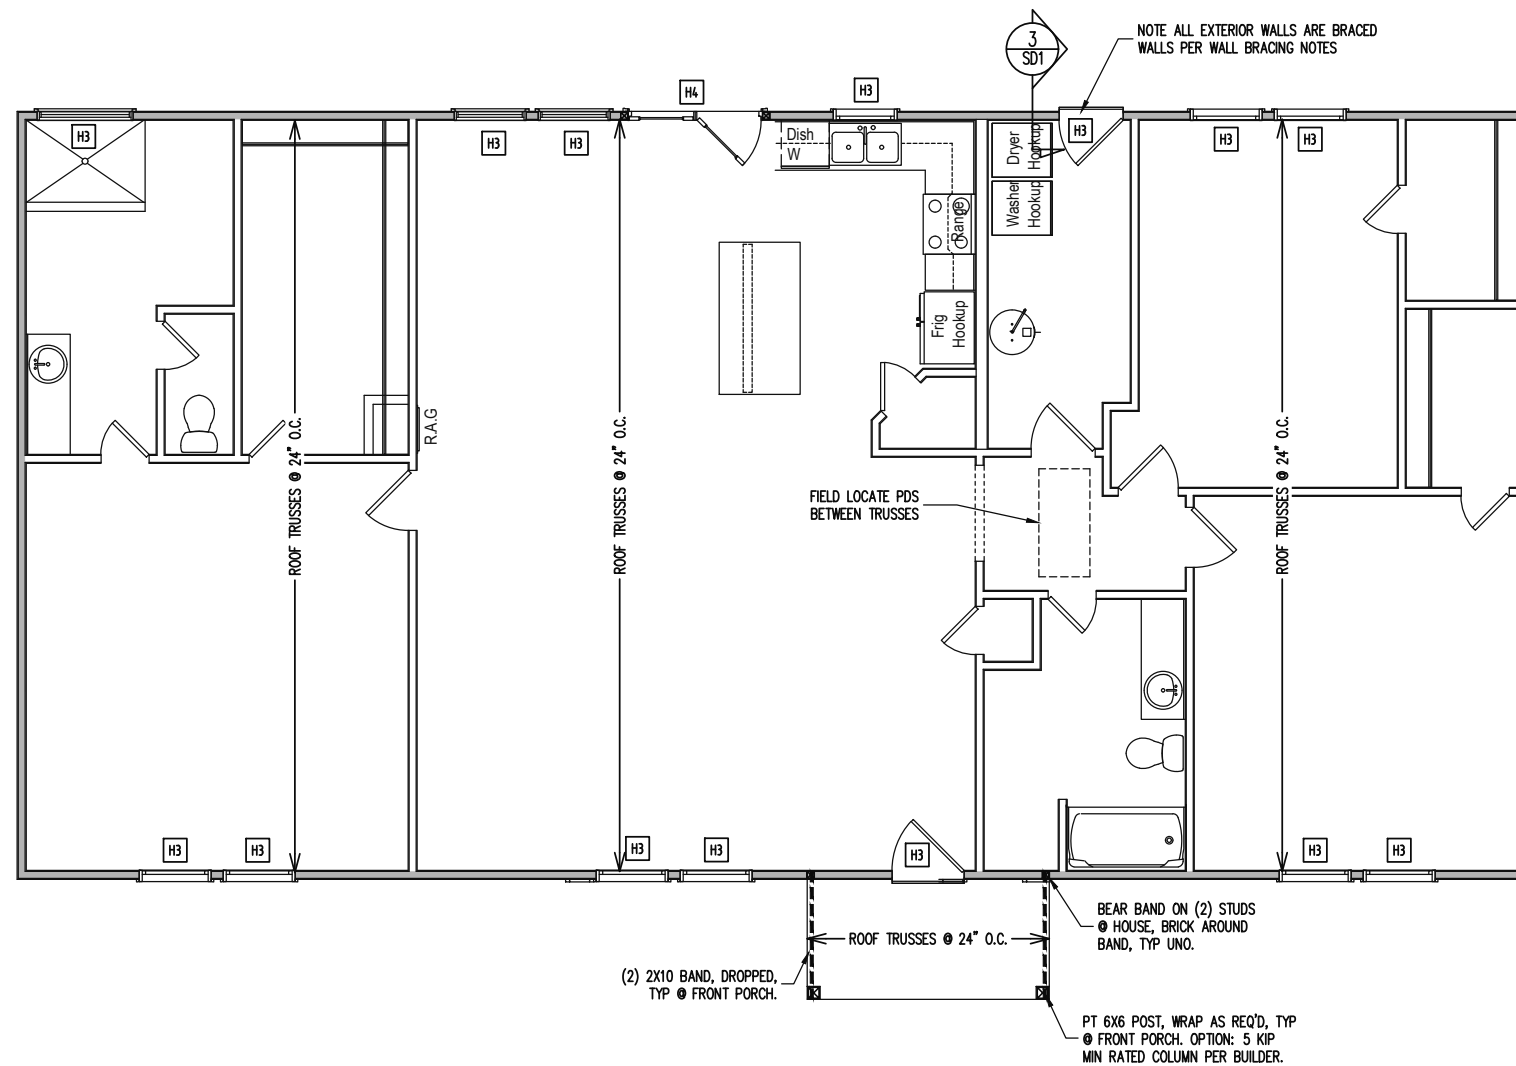 3
SD1
NOTE ALL EXTERIOR WALLS ARE BRACED
WALLS PER WALL BRACING NOTES
H4
H3
H3
H3
H3
Dish
W
Dryer
Hookup
H3
H3
H3
Washer
Hookup
Range
Frig
Hookup
R.A.G
ROOF TRUSSES @ 24" O.C.
ROOF TRUSSES @ 24" O.C.
ROOF TRUSSES @ 24" O.C.
FIELD LOCATE PDS
BETWEEN TRUSSES
H3
H3
H3
H3
H3
H3
H3
ROOF TRUSSES @ 24" O.C.
BEAR BAND ON (2) STUDS
@ HOUSE, BRICK AROUND
BAND, TYP UNO.
(2) 2X10 BAND, DROPPED,
TYP @ FRONT PORCH.
PT 6X6 POST, WRAP AS REQ'D, TYP
@ FRONT PORCH. OPTION: 5 KIP
MIN RATED COLUMN PER BUILDER.